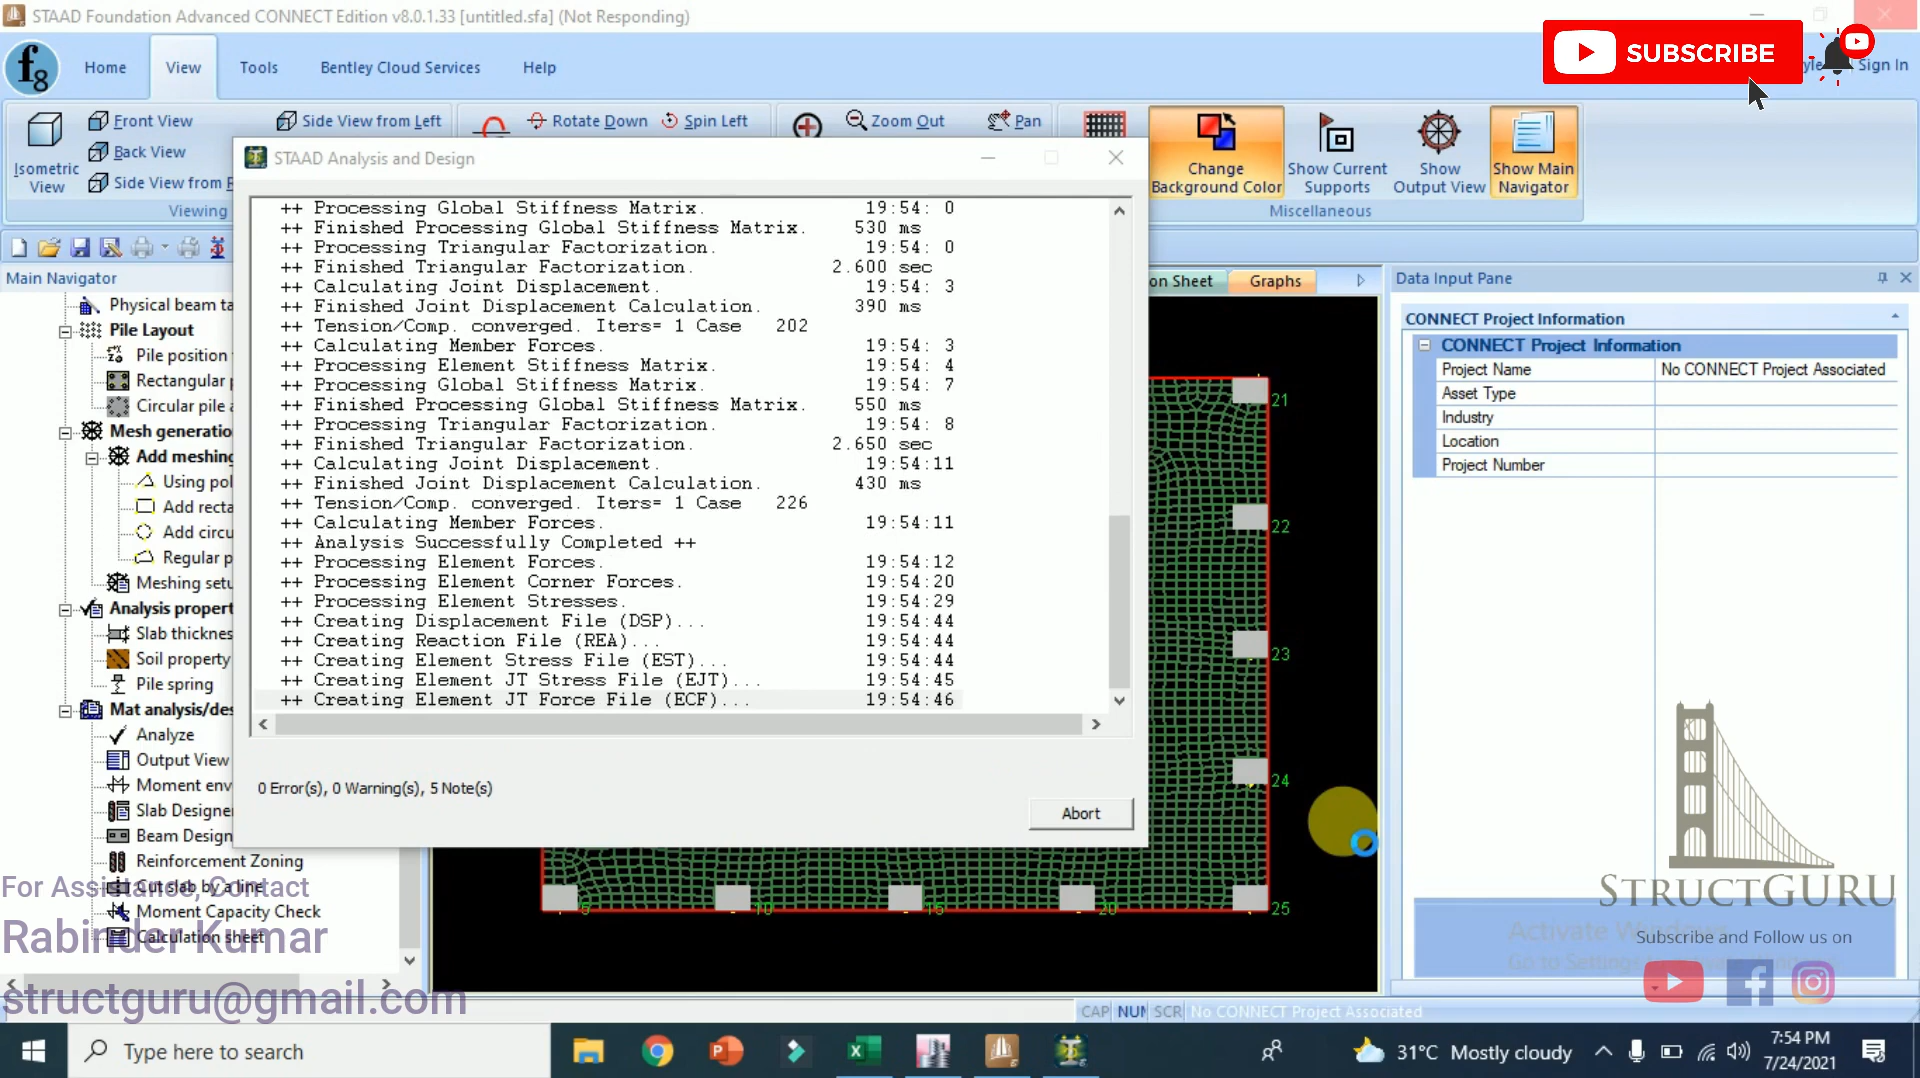 STAAD Foundation Advanced CONNECT Edition v8.0.1.33 [untitled.sfa] (Not Responding)
SUBSCRIBE
Home View Tools Bentley Cloud Services Help
Sign In
Isometric View
Front View
Back View
Side View from Left
Side View from
Viewing
Rotate Down
Spin Left
Zoom Out
Pan
Change Background Color
Show Current Supports
Show Output View
Show Main Navigator
Miscellaneous
STAAD Analysis and Design
++ Processing Global Stiffness Matrix. 19:54: 0
++ Finished Processing Global Stiffness Matrix. 530 ms
++ Processing Triangular Factorization. 19:54: 0
++ Finished Triangular Factorization. 2.600 sec
++ Calculating Joint Displacement. 19:54: 3
++ Finished Joint Displacement Calculation. 390 ms
++ Tension/Comp. converged. Iters= 1 Case 202
++ Calculating Member Forces. 19:54: 3
++ Processing Element Stiffness Matrix. 19:54: 4
++ Processing Global Stiffness Matrix. 19:54: 7
++ Finished Processing Global Stiffness Matrix. 550 ms
++ Processing Triangular Factorization. 19:54: 8
++ Finished Triangular Factorization. 2.650 sec
++ Calculating Joint Displacement. 19:54:11
++ Finished Joint Displacement Calculation. 430 ms
++ Tension/Comp. converged. Iters= 1 Case 226
++ Calculating Member Forces. 19:54:11
++ Analysis Successfully Completed ++
++ Processing Element Forces. 19:54:12
++ Processing Element Corner Forces. 19:54:20
++ Processing Element Stresses. 19:54:29
++ Creating Displacement File (DSP)... 19:54:44
++ Creating Reaction File (REA)... 19:54:44
++ Creating Element Stress File (EST)... 19:54:44
++ Creating Element JT Stress File (EJT)... 19:54:45
++ Creating Element JT Force File (ECF)... 19:54:46
0 Error(s), 0 Warning(s), 5 Note(s)
Abort
Main Navigator
Physical beam ta
Pile Layout
Pile position
Rectangular
Circular pile a
Mesh generatio
Add meshing
Using pol
Add recta
Add circu
Regular p
Meshing setu
Analysis property
Slab thicknes
Soil property
Pile spring
Mat analysis/des
Analyze
Output View
Moment env
Slab Designer
Beam Design
Reinforcement Zoning
Cut slab by a line
Moment Capacity Check
Calculation sheet
For Assistance, Contact
Rabinder Kumar
structguru@gmail.com
on Sheet
Graphs
21
22
23
24
5 10 15 20 25
Data Input Pane
CONNECT Project Information
CONNECT Project Information
Project Name No CONNECT Project Associated
Asset Type
Industry
Location
Project Number
STRUCTGURU
Activate Windows
Subscribe and Follow us on
CAP NUM SCR No CONNECT Project Associated
Type here to search
31°C Mostly cloudy
7:54 PM
7/24/2021